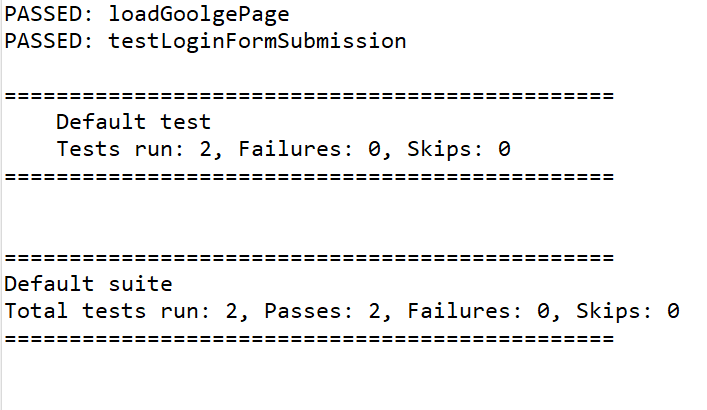 PASSED: loadGoolgePage
PASSED: testLoginFormSubmission
===============================================
Default test
Tests run: 2, Failures: 0, Skips: 0
===============================================
===============================================
Default suite
Total tests run: 2, Passes: 2, Failures: 0, Skips: 0
===============================================